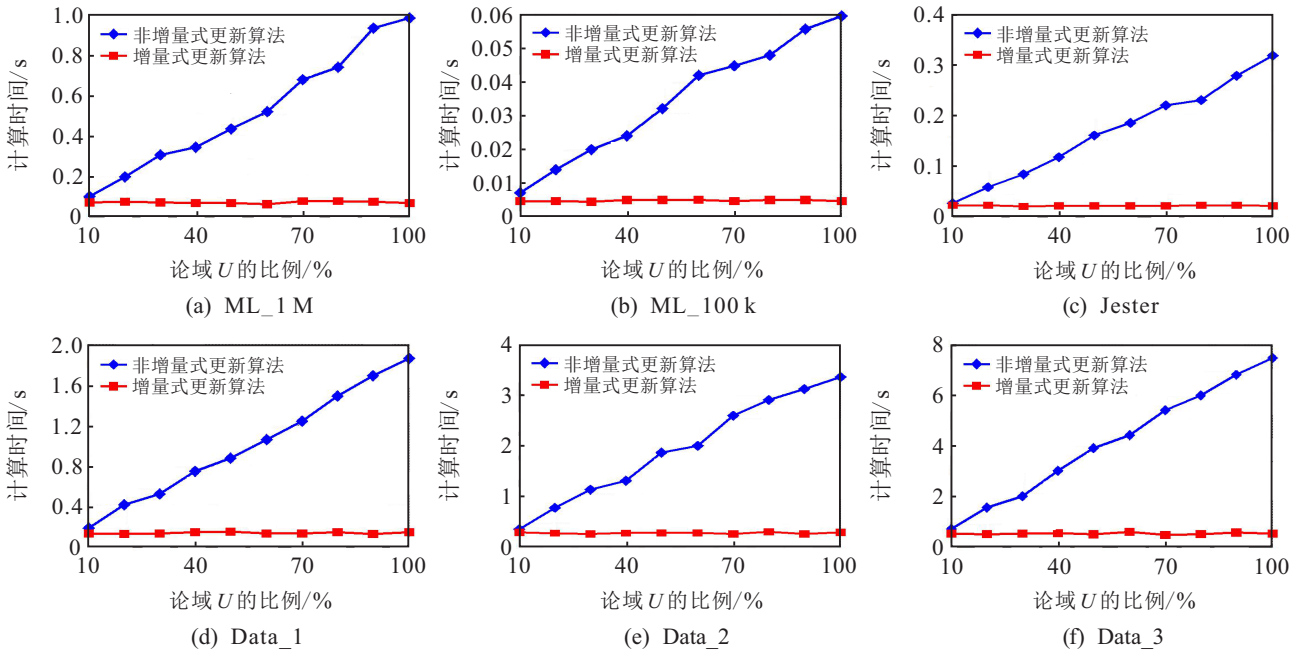 1.0
0.8
0.6
0.4
0.2
0
计算时间/s
非增量式更新算法
增量式更新算法
10 40 70 100
论域 U 的比例/%
(a) ML_1 M
0.06
0.05
0.04
0.03
0.02
0.01
0
计算时间/s
非增量式更新算法
增量式更新算法
10 40 70 100
论域 U 的比例/%
(b) ML_100 k
0.4
0.3
0.2
0.1
0
计算时间/s
非增量式更新算法
增量式更新算法
10 40 70 100
论域 U 的比例/%
(c) Jester
2.0
1.6
1.2
0.8
0.4
0
计算时间/s
非增量式更新算法
增量式更新算法
10 40 70 100
论域 U 的比例/%
(d) Data_1
4
3
2
1
0
计算时间/s
非增量式更新算法
增量式更新算法
10 40 70 100
论域 U 的比例/%
(e) Data_2
8
6
4
2
0
计算时间/s
非增量式更新算法
增量式更新算法
10 40 70 100
论域 U 的比例/%
(f) Data_3